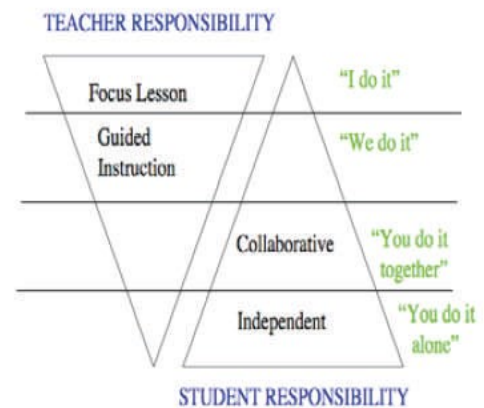 TEACHER RESPONSIBILITY
Focus Lesson
“I do it”
Guided
Instruction
“We do it”
Collaborative
“You do it
together”
Independent
“You do it
alone”
STUDENT RESPONSIBILITY